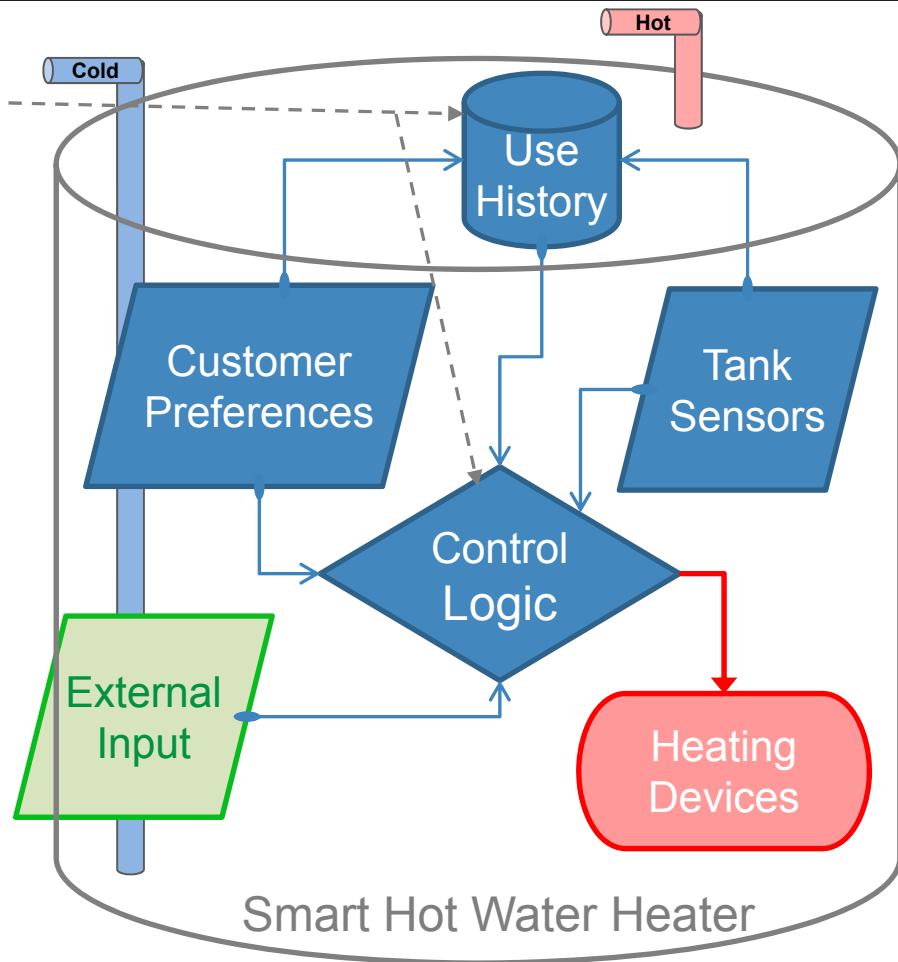 Hot
Cold
Use
History
Customer
Preferences
Tank
Sensors
Control
Logic
External
Input
Heating
Devices
Smart Hot Water Heater